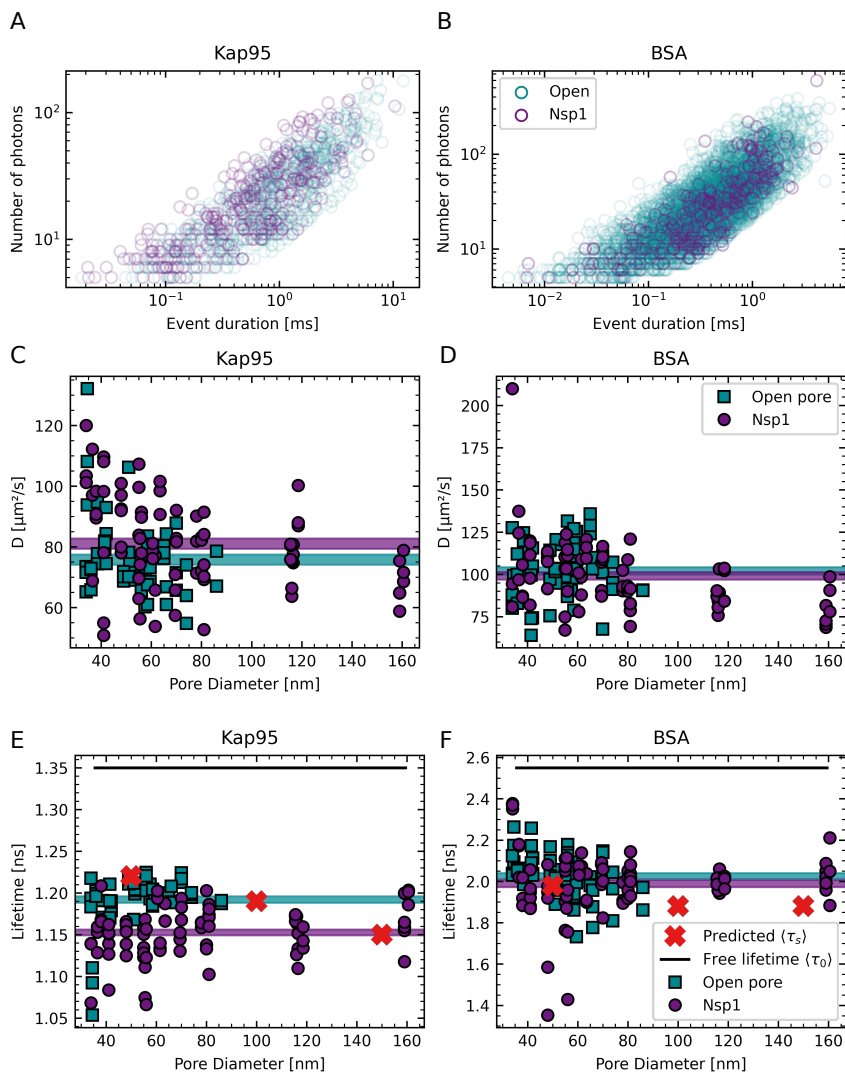 A
B
Kap95
BSA
Number of photons
10²
10¹
10⁻¹
10⁰
10¹
Event duration [ms]
Number of photons
10²
10¹
Open
Nsp1
10⁻²
10⁻¹
10⁰
Event duration [ms]
C
D
Kap95
BSA
D [µm²/s]
120
100
80
60
40
60
80
100
120
140
160
Pore Diameter [nm]
D [µm²/s]
200
175
150
125
100
75
Open pore
Nsp1
40
60
80
100
120
140
160
Pore Diameter [nm]
E
F
Kap95
BSA
Lifetime [ns]
1.35
1.30
1.25
1.20
1.15
1.10
1.05
40
60
80
100
120
140
160
Pore Diameter [nm]
Lifetime [ns]
2.6
2.4
2.2
2.0
1.8
1.6
1.4
Predicted ⟨τₛ⟩
Free lifetime ⟨τ₀⟩
Open pore
Nsp1
40
60
80
100
120
140
160
Pore Diameter [nm]